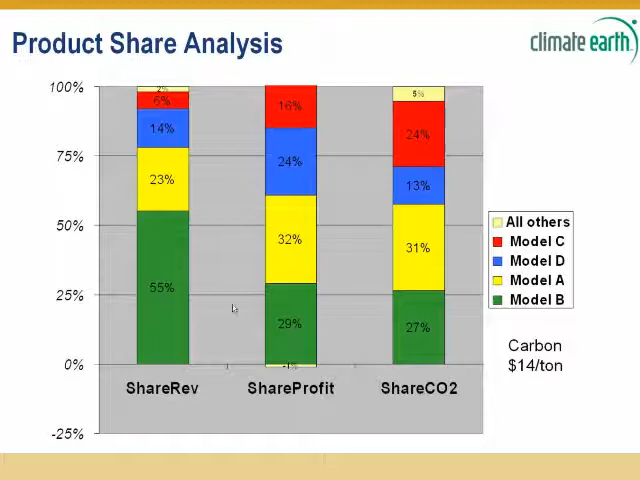 Product Share Analysis
climate earth
100%
75%
50%
25%
0%
-25%
2%
6%
14%
23%
55%
16%
24%
32%
29%
-1%
5%
24%
13%
31%
27%
ShareRev ShareProfit ShareCO2
All others
Model C
Model D
Model A
Model B
Carbon
$14/ton